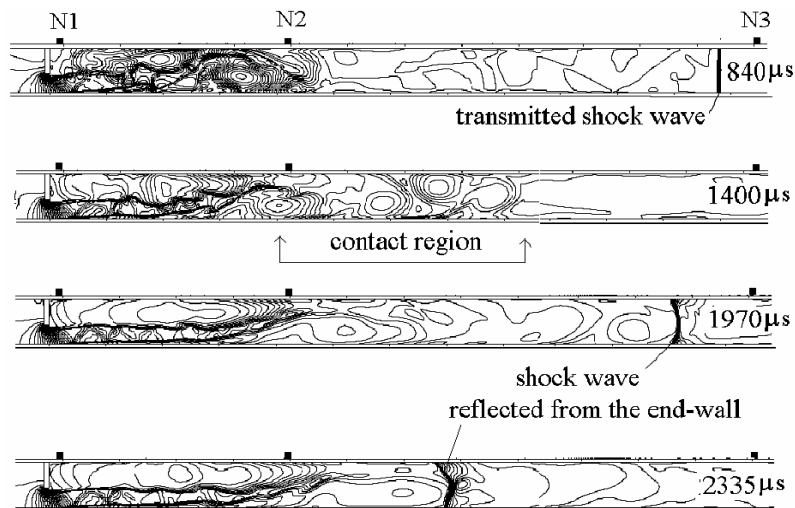 N1 N2 N3
840μs
transmitted shock wave
1400μs
contact region
1970μs
shock wave
reflected from the end-wall
2335μs